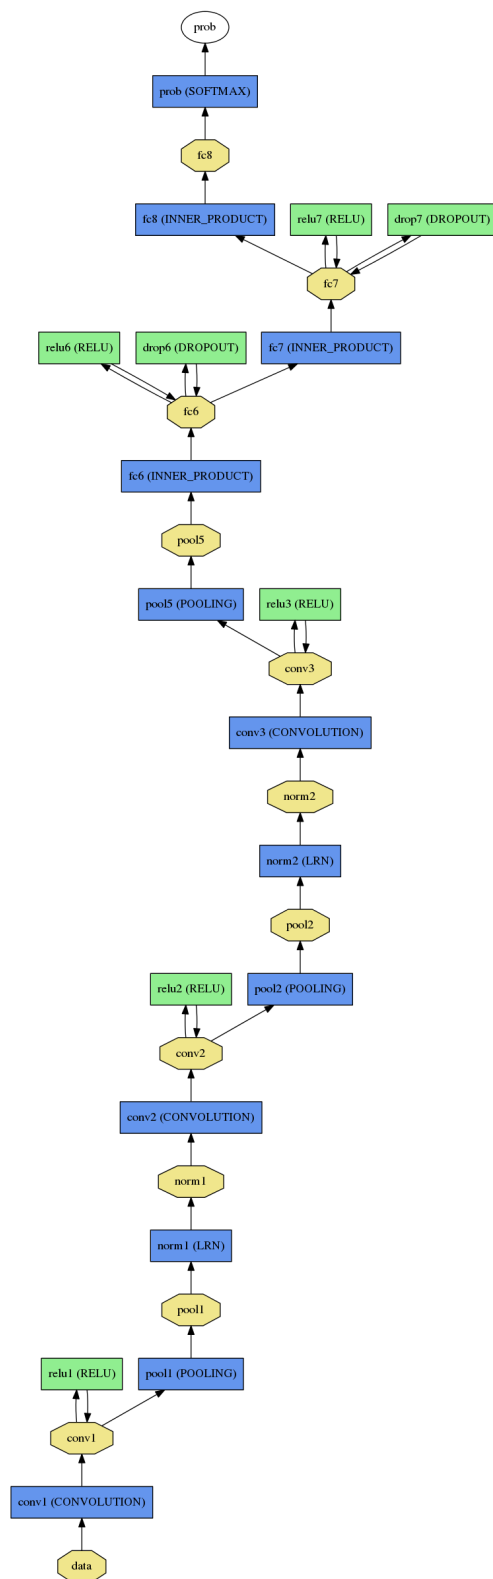 prob
prob (SOFTMAX)
fc8
fc8 (INNER_PRODUCT)
relu7 (RELU)
drop7 (DROPOUT)
fc7
relu6 (RELU)
drop6 (DROPOUT)
fc7 (INNER_PRODUCT)
fc6
fc6 (INNER_PRODUCT)
pool5
pool5 (POOLING)
relu3 (RELU)
conv3
conv3 (CONVOLUTION)
norm2
norm2 (LRN)
pool2
relu2 (RELU)
pool2 (POOLING)
conv2
conv2 (CONVOLUTION)
norm1
norm1 (LRN)
pool1
relu1 (RELU)
pool1 (POOLING)
conv1
conv1 (CONVOLUTION)
data